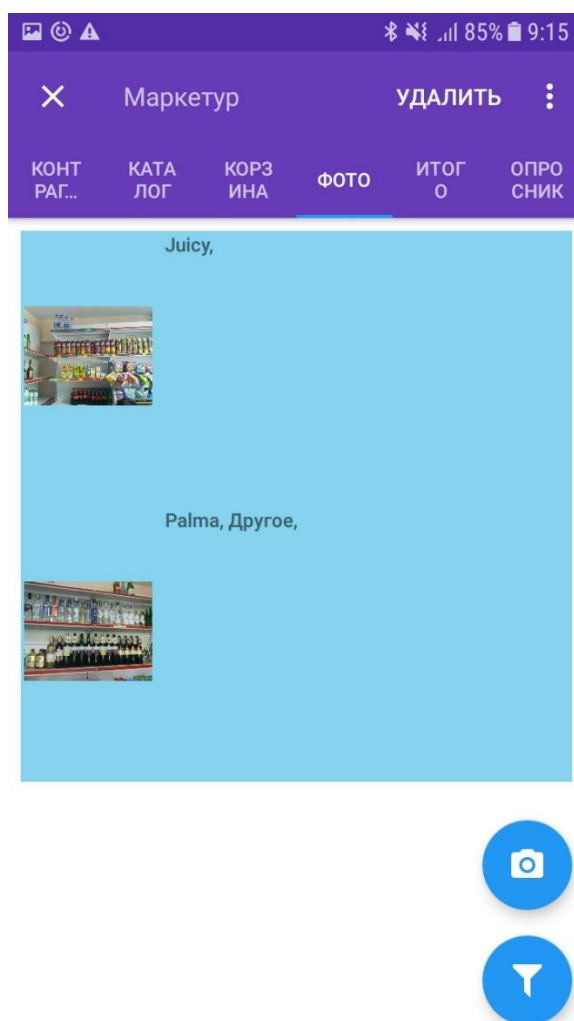 85% 9:15
Маркетур УДАЛИТЬ
КОНТ
РАГ...
КАТА
ЛОГ
КОРЗ
ИНА
ФОТО
ИТОГ
О
ОПРО
СНИК
Juicy,
Palma, Другое,